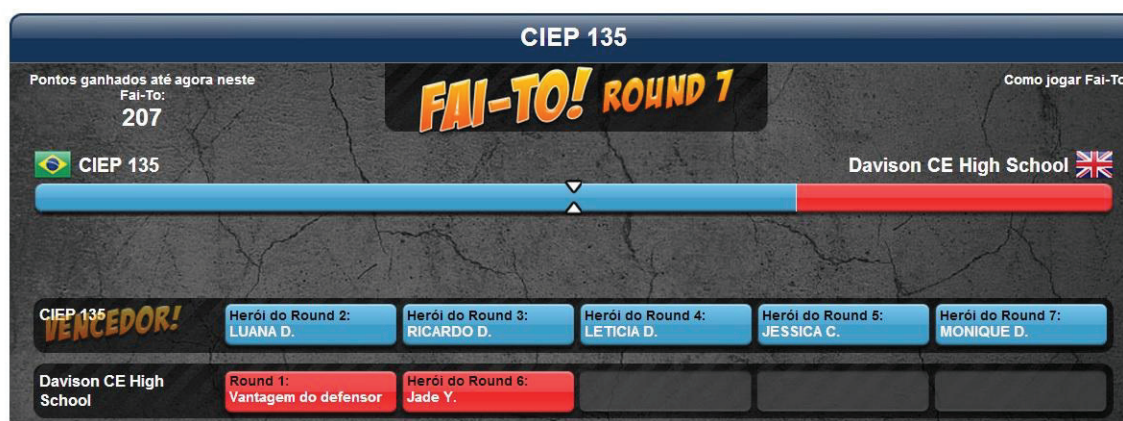 CIEP 135
Pontos ganhados até agora neste
Fai-To:
207
FAI-TO! ROUND 7
Como jogar Fai-To
CIEP 135
Davison CE High School
CIEP 135
VENCEDOR!
Herói do Round 2:
LUANA D.
Herói do Round 3:
RICARDO D.
Herói do Round 4:
LETICIA D.
Herói do Round 5:
JESSICA C.
Herói do Round 7:
MONIQUE D.
Davison CE High
School
Round 1:
Vantagem do defensor
Herói do Round 6:
Jade Y.